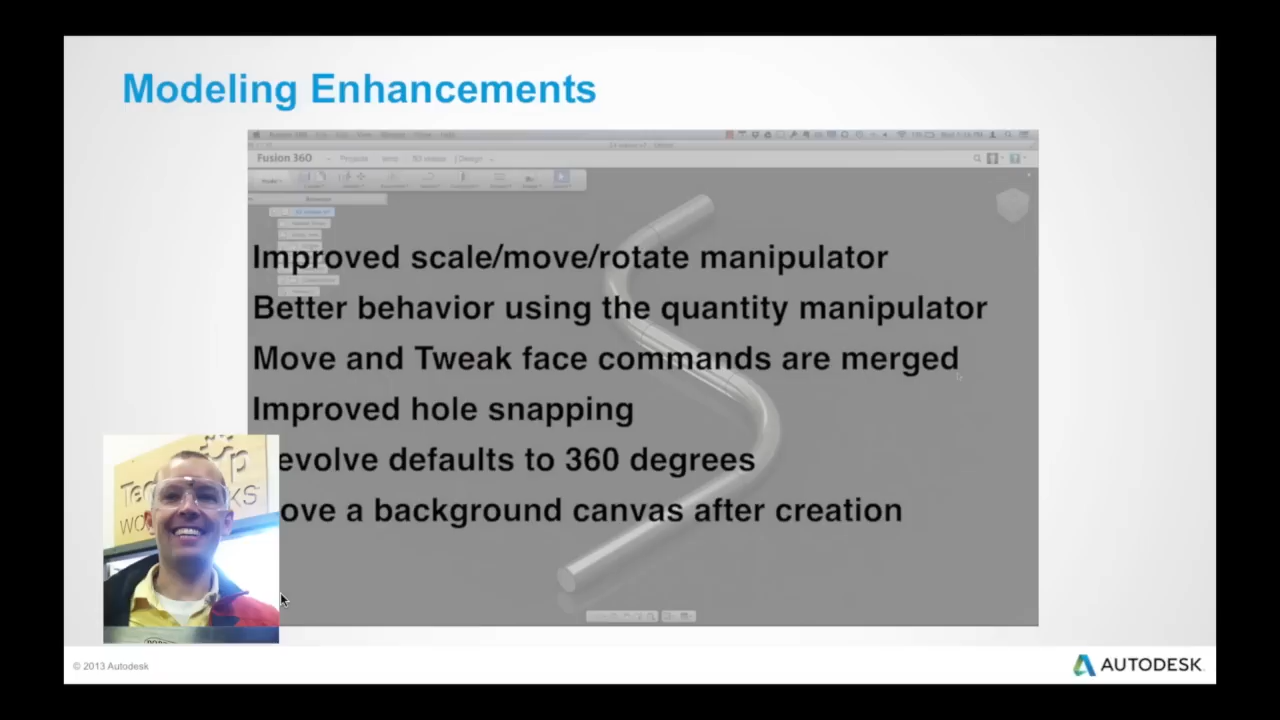 Modeling Enhancements
Fusion 360
Projects
Design
Improved scale/move/rotate manipulator
Better behavior using the quantity manipulator
Move and Tweak face commands are merged
Improved hole snapping
evolve defaults to 360 degrees
ove a background canvas after creation
© 2013 Autodesk
AUTODESK